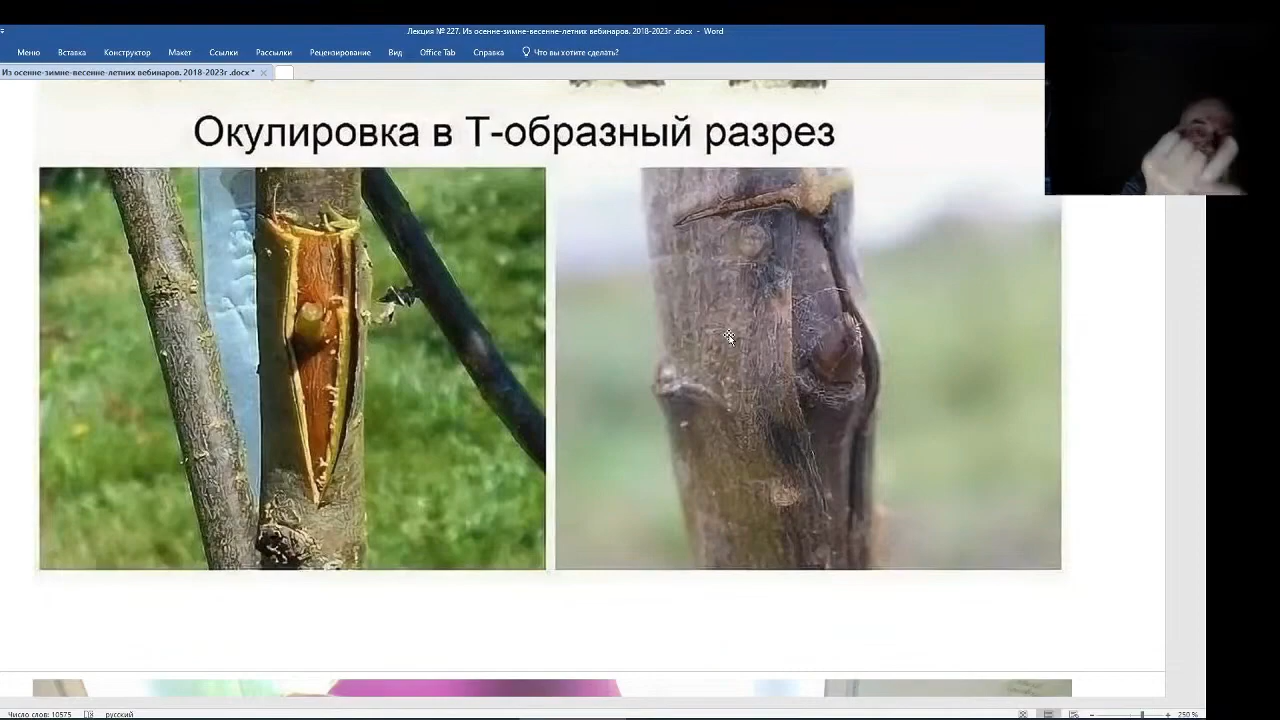 Лекция № 227. Из осенне-зимне-весенне-летних вебинаров. 2018-2023г .docx - Word
Меню Вставка Конструктор Макет Ссылки Рассылки Рецензирование Вид Office Tab Справка Что вы хотите сделать?
Из осенне-зимне-весенне-летних вебинаров. 2018-2023г .docx *
Окулировка в Т-образный разрез
Число слов: 10575 русский 250 %